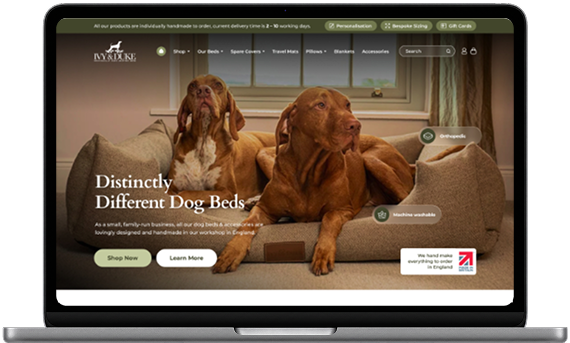 All our products are individually handmade to order, current delivery time is 2 - 10 working days.
Personalisation
Bespoke Sizing
Gift Cards
IVY & DUKE
Shop
Our Beds
Spare Covers
Travel Mats
Pillows
Blankets
Accessories
Search
Orthopedic
Distinctly
Different Dog Beds
Machine washable
As a small, family-run business, all our dog beds & accessories are
lovingly designed and handmade in our workshop in England.
Shop Now
Learn More
We hand make
everything to order
in England